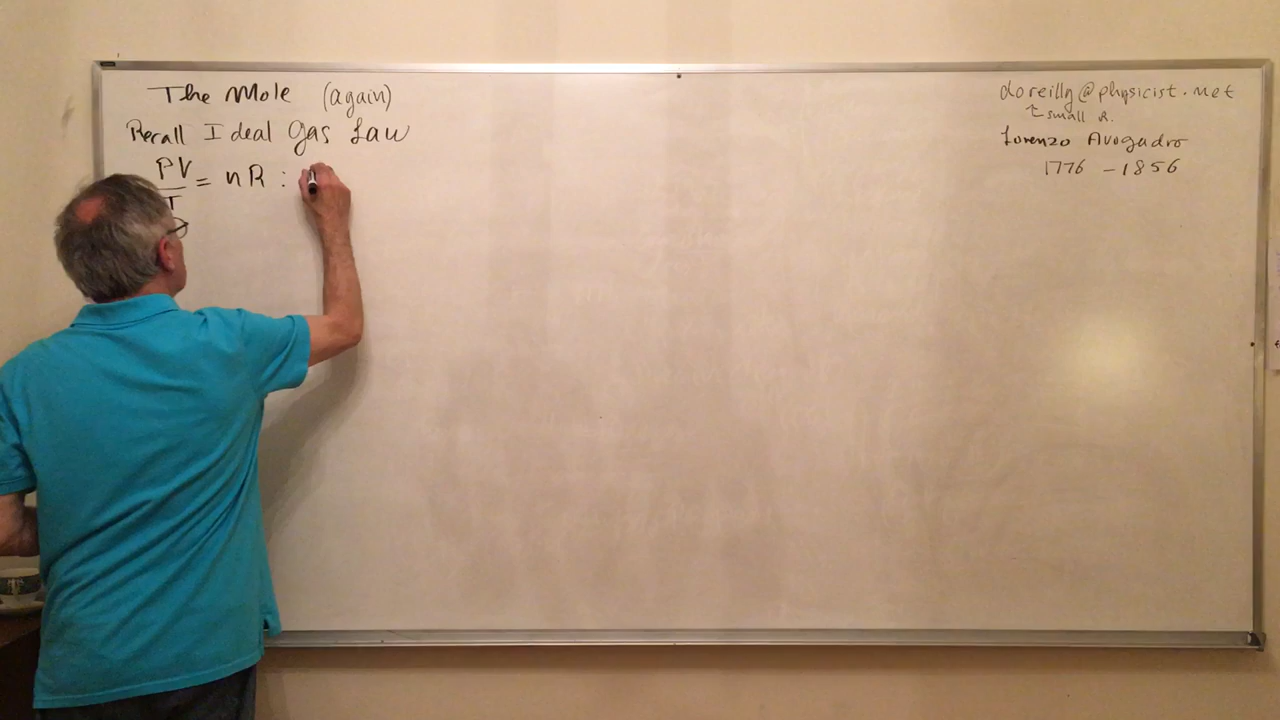 The Mole (again)
Recall Ideal Gas Law
PV
= nR :
T
doreilly@physicist.net
↑ small R.
Lorenzo Avogadro
1776 - 1856